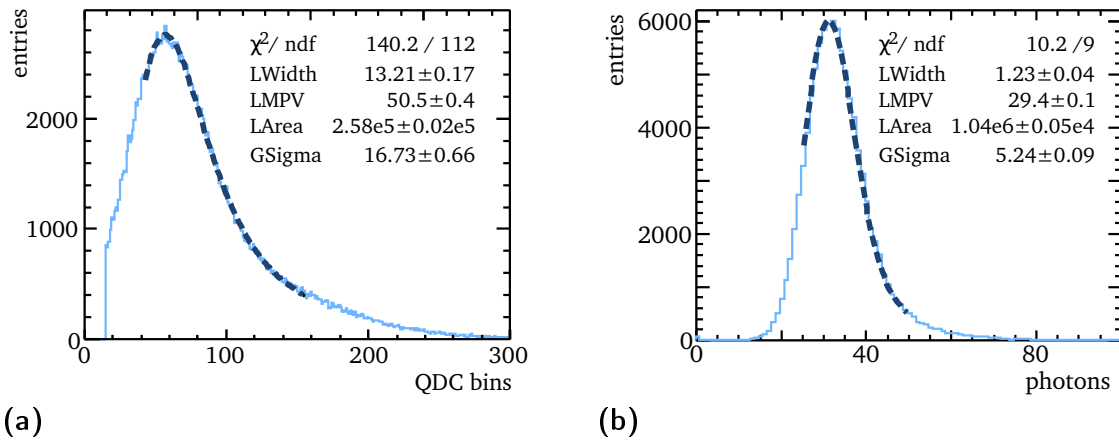 entries
χ²/ ndf 140.2 / 112
LWidth 13.21±0.17
LMPV 50.5±0.4
LArea 2.58e5±0.02e5
GSigma 16.73±0.66
2000
1000
0
0 100 200 300
QDC bins
(a)
entries
6000
χ²/ ndf 10.2 /9
LWidth 1.23±0.04
LMPV 29.4±0.1
LArea 1.04e6±0.05e4
GSigma 5.24±0.09
4000
2000
0
0 40 80
photons
(b)